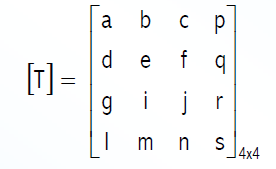 a b c p
d e f q
[T] =
g i j r
l m n s
4x4